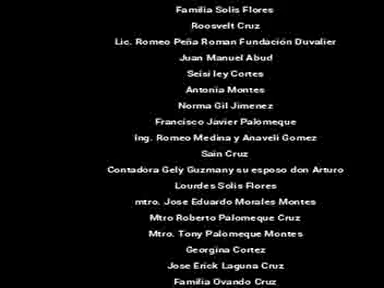 Familia Solis Flores
Roosvelt Cruz
Lic. Romeo Peña Roman Fundación Duvalier
Juan Manuel Abud
Seisi ley Cortes
Antonia Montes
Norma Gil Jimenez
Francisco Javier Palomeque
Ing. Romeo Medina y Anaveli Gomez
Sain Cruz
Contadora Gely Guzmany su esposo don Arturo
Lourdes Solis Flores
mtro. Jose Eduardo Morales Montes
Mtro Roberto Palomeque Cruz
Mtro. Tony Palomeque Montes
Georgina Cortez
Jose Erick Laguna Cruz
Familia Ovando Cruz